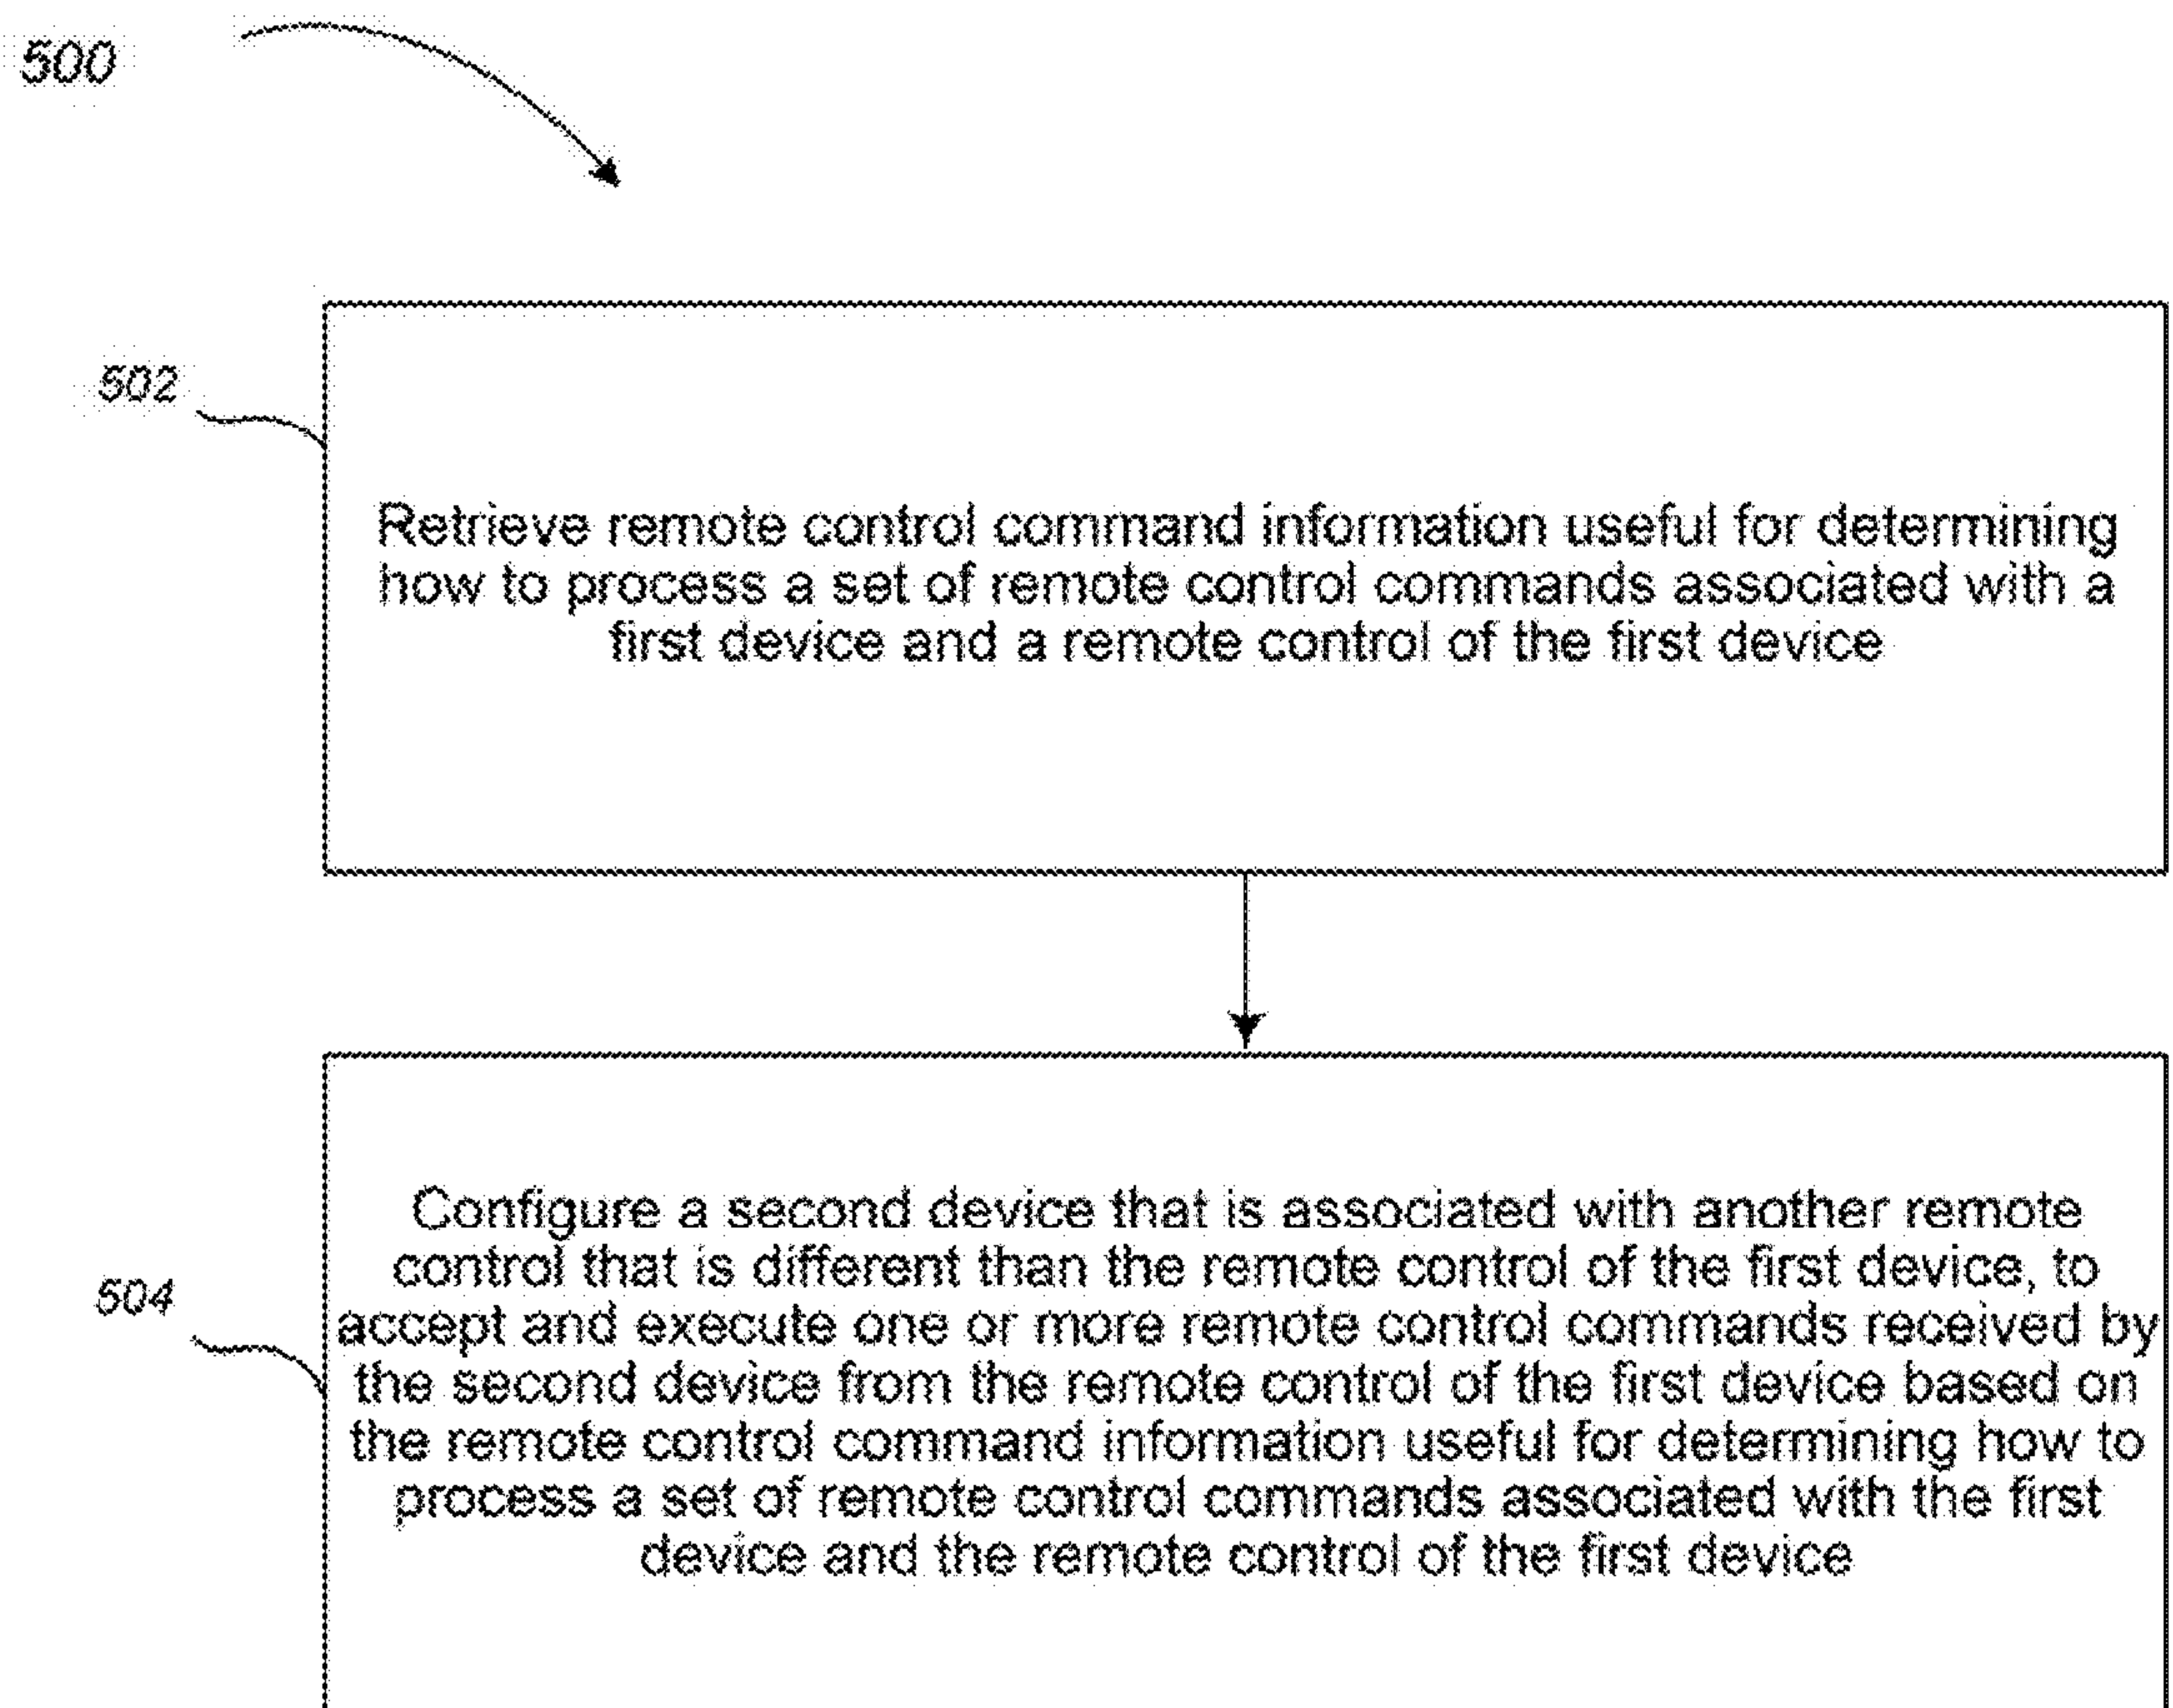 500
502
Retrieve remote control command information useful for determining
how to process a set of remote control commands associated with a
first device and a remote control of the first device
504
Configure a second device that is associated with another remote
control that is different than the remote control of the first device, to
accept and execute one or more remote control commands received by
the second device from the remote control of the first device based on
the remote control command information useful for determining how to
process a set of remote control commands associated with the first
device and the remote control of the first device